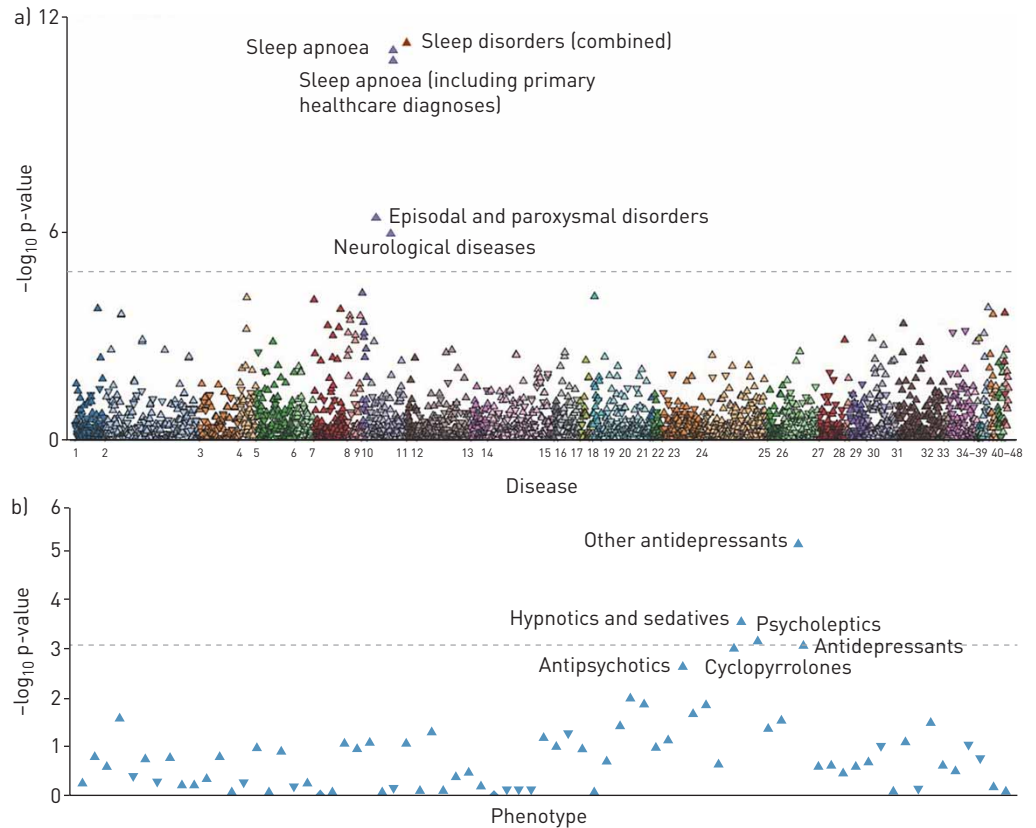 a) 12
Sleep apnoea
Sleep disorders (combined)
Sleep apnoea (including primary
healthcare diagnoses)
–log10 p-value
6
Episodal and paroxysmal disorders
Neurological diseases
0
1 2 3 4 5 6 7 8 9 10 11 12 13 14 15 16 17 18 19 20 21 22 23 24 25 26 27 28 29 30 31 32 33 34–39 40–48
Disease
b) 6
5
4
3
2
1
0
–log10 p-value
Other antidepressants
Hypnotics and sedatives
Psycholeptics
Antidepressants
Antipsychotics
Cyclopyrrolones
Phenotype